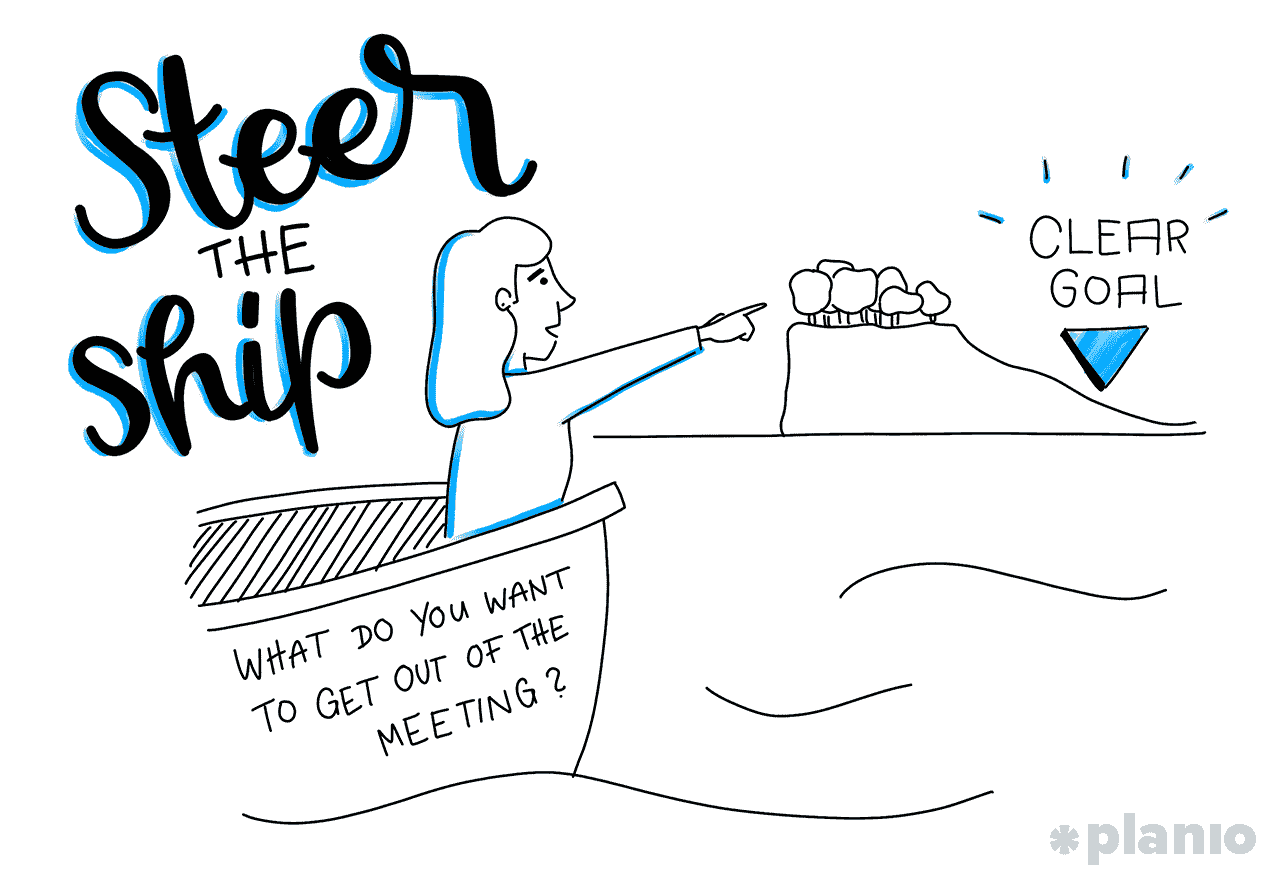 Steer
THE
Ship
CLEAR
GOAL
WHAT DO YOU WANT
TO GET OUT OF THE
MEETING?
planio